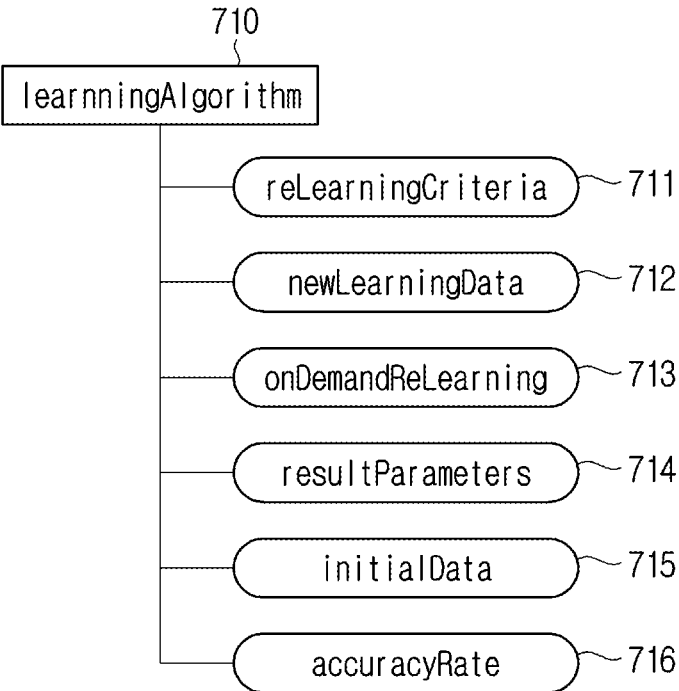 710
learnningAlgorithm
reLearningCriteria 711
newLearningData 712
onDemandReLearning 713
resultParameters 714
initialData 715
accuracyRate 716